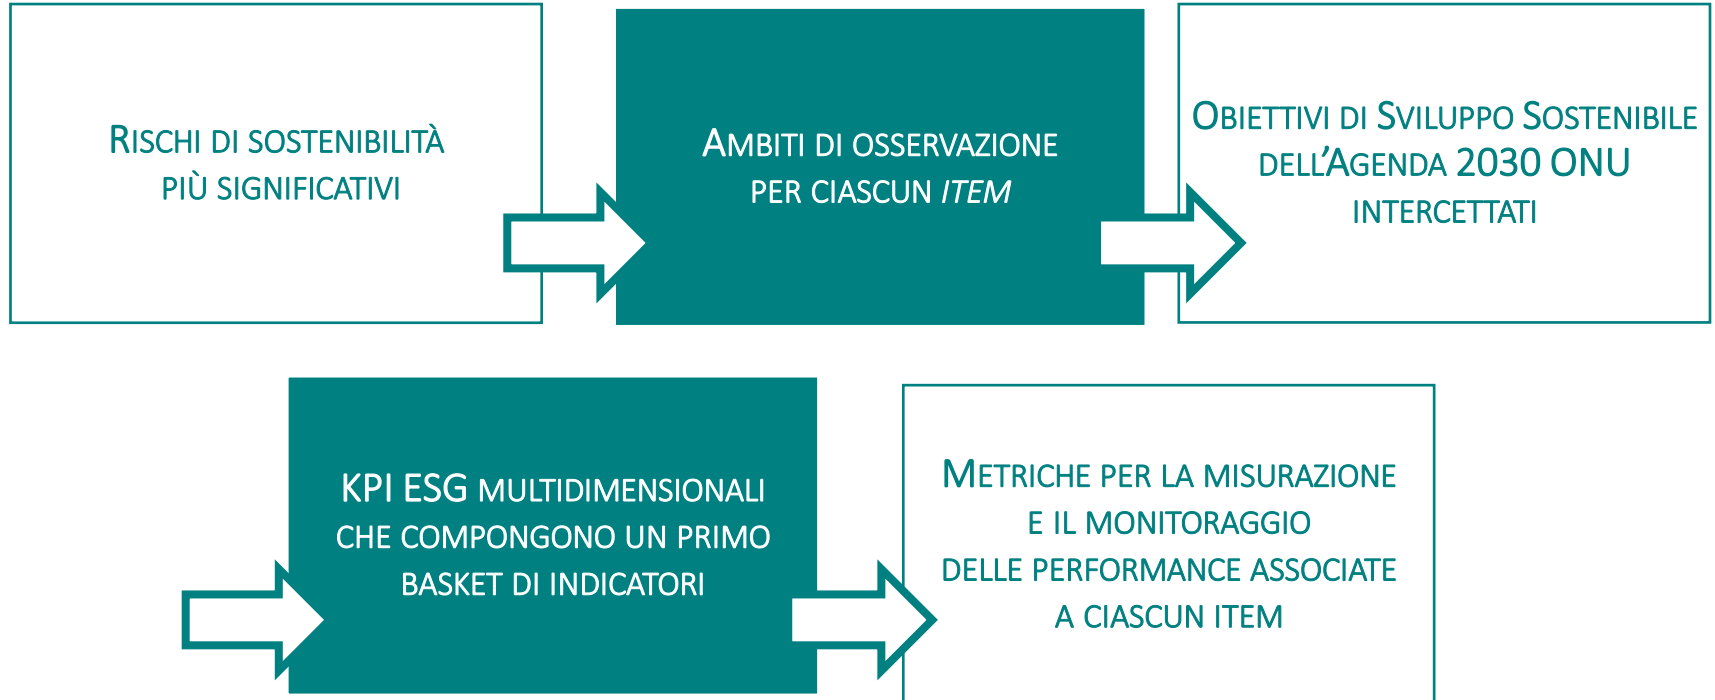 Rischi di sostenibilità
più significativi
Ambiti di osservazione
per ciascun item
Obiettivi di Sviluppo Sostenibile
dell'Agenda 2030 ONU
intercettati
KPI ESG multidimensionali
che compongono un primo
basket di indicatori
Metriche per la misurazione
e il monitoraggio
delle performance associate
a ciascun item